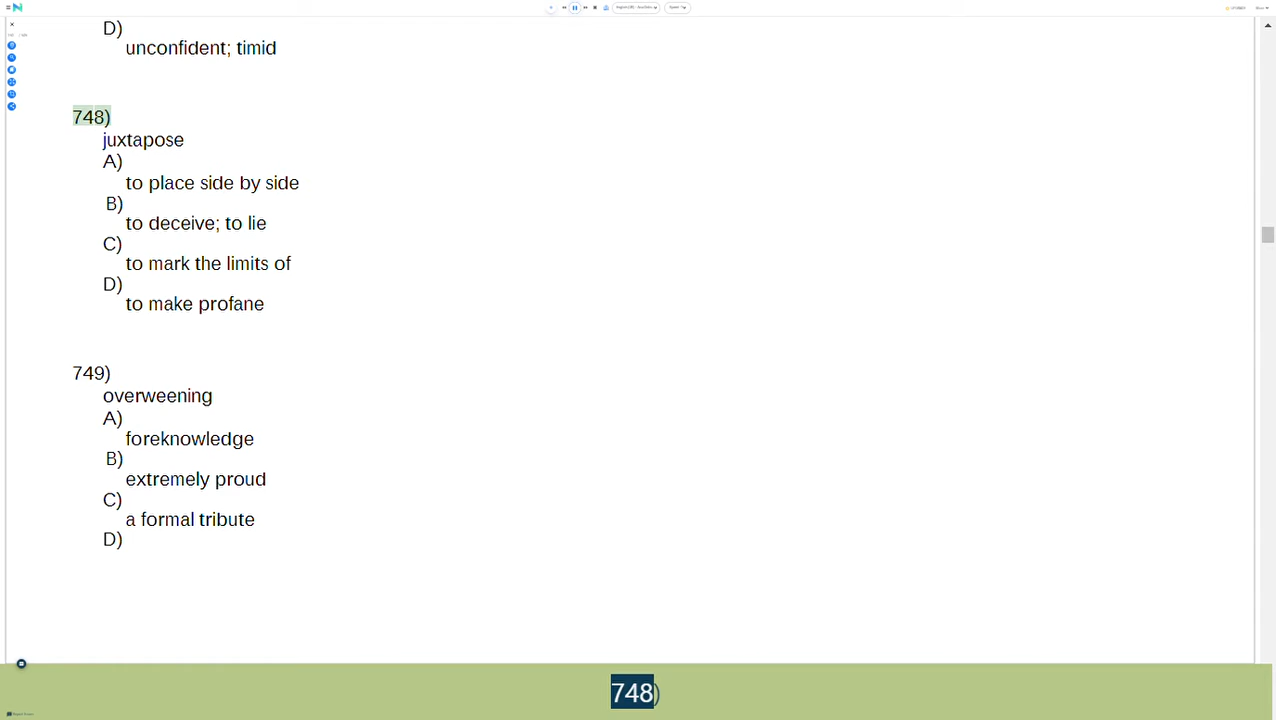 D)
unconfident; timid
748)
juxtapose
A)
to place side by side
B)
to deceive; to lie
C)
to mark the limits of
D)
to make profane
749)
overweening
A)
foreknowledge
B)
extremely proud
C)
a formal tribute
D)
748)